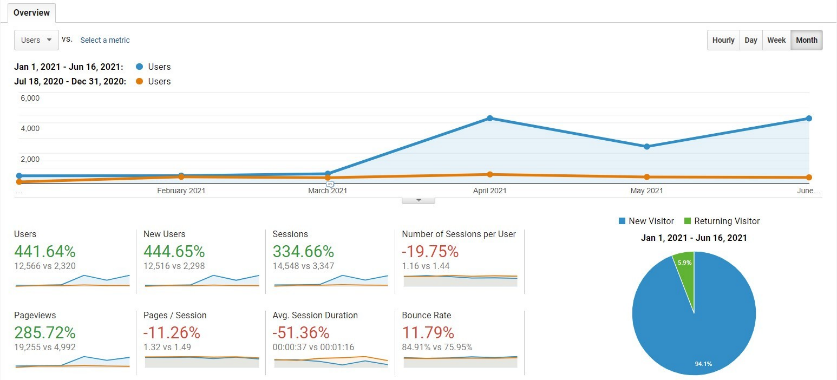 Overview
Users vs. Select a metric
Hourly Day Week Month
Jan 1, 2021 - Jun 16, 2021: Users
Jul 18, 2020 - Dec 31, 2020: Users
6,000
4,000
2,000
February 2021 March 2021 April 2021 May 2021 June...
Users
441.64%
12,566 vs 2,320
New Users
444.65%
12,516 vs 2,298
Sessions
334.66%
14,548 vs 3,347
Number of Sessions per User
-19.75%
1.16 vs 1.44
Pageviews
285.72%
19,255 vs 4,992
Pages / Session
-11.26%
1.32 vs 1.49
Avg. Session Duration
-51.36%
00:00:37 vs 00:01:16
Bounce Rate
11.79%
84.91% vs 75.95%
New Visitor Returning Visitor
Jan 1, 2021 - Jun 16, 2021
5.9%
94.1%